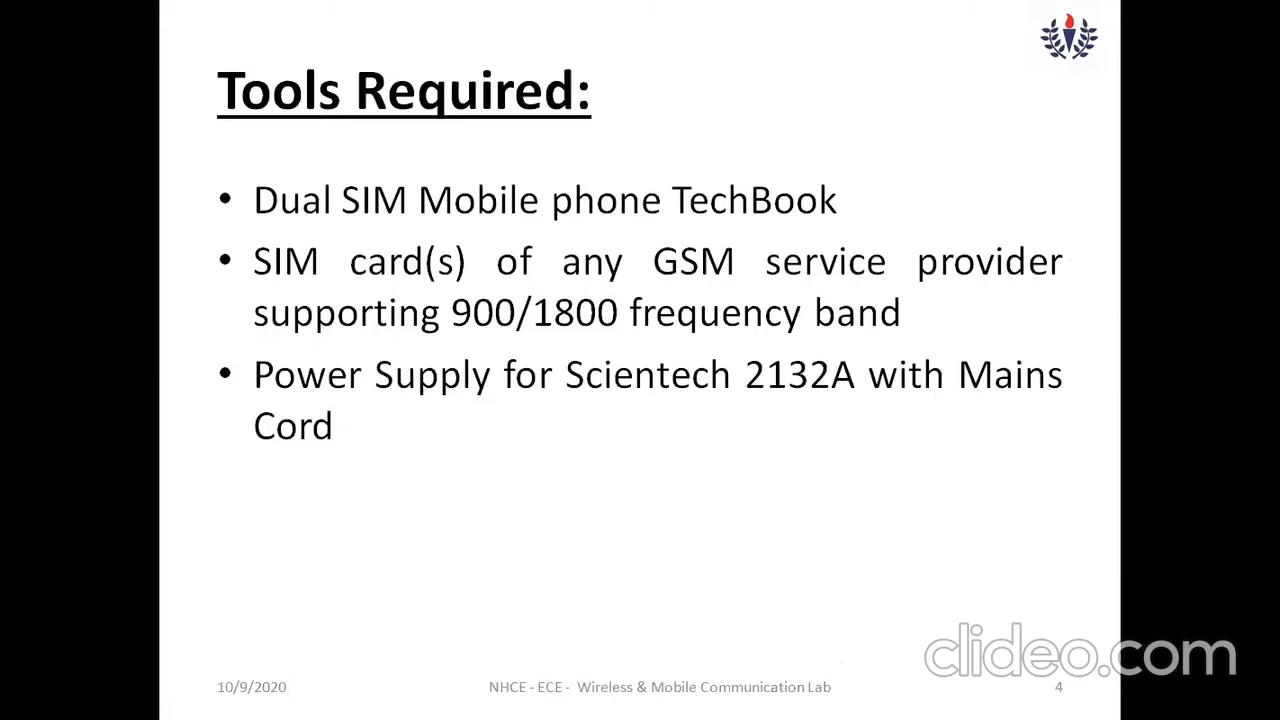 Tools Required:
• Dual SIM Mobile phone TechBook
• SIM card(s) of any GSM service provider
supporting 900/1800 frequency band
• Power Supply for Scientech 2132A with Mains
Cord
clideo.com
10/9/2020
NHCE - ECE - Wireless & Mobile Communication Lab
4